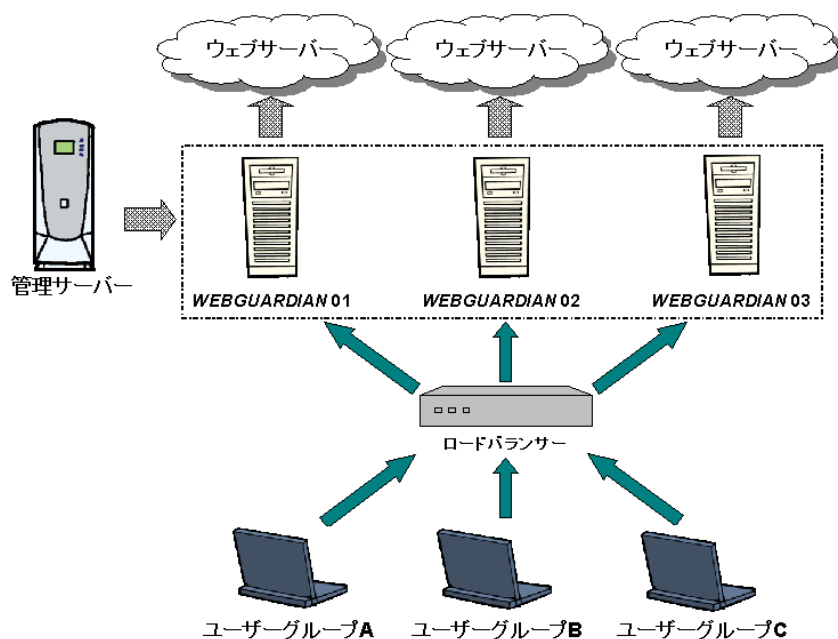 ウェブサーバー
ウェブサーバー
ウェブサーバー
管理サーバー
WEBGUARDIAN 01
WEBGUARDIAN 02
WEBGUARDIAN 03
ロードバランサー
ユーザーグループA
ユーザーグループB
ユーザーグループC